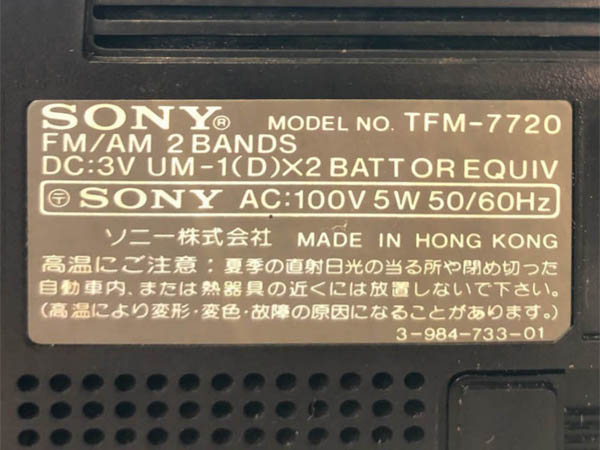 SONY® MODEL NO. TFM-7720
FM/AM 2 BANDS
DC:3V UM-1(D)×2 BATT OR EQUIV
〒 SONY AC:100V 5W 50/60Hz
ソニー株式会社 MADE IN HONG KONG
高温にご注意：夏季の直射日光の当る所や閉め切った
自動車内、または熱器具の近くには放置しないで下さい。
(高温により変形・変色・故障の原因になることがあります。)
3-984-733-01